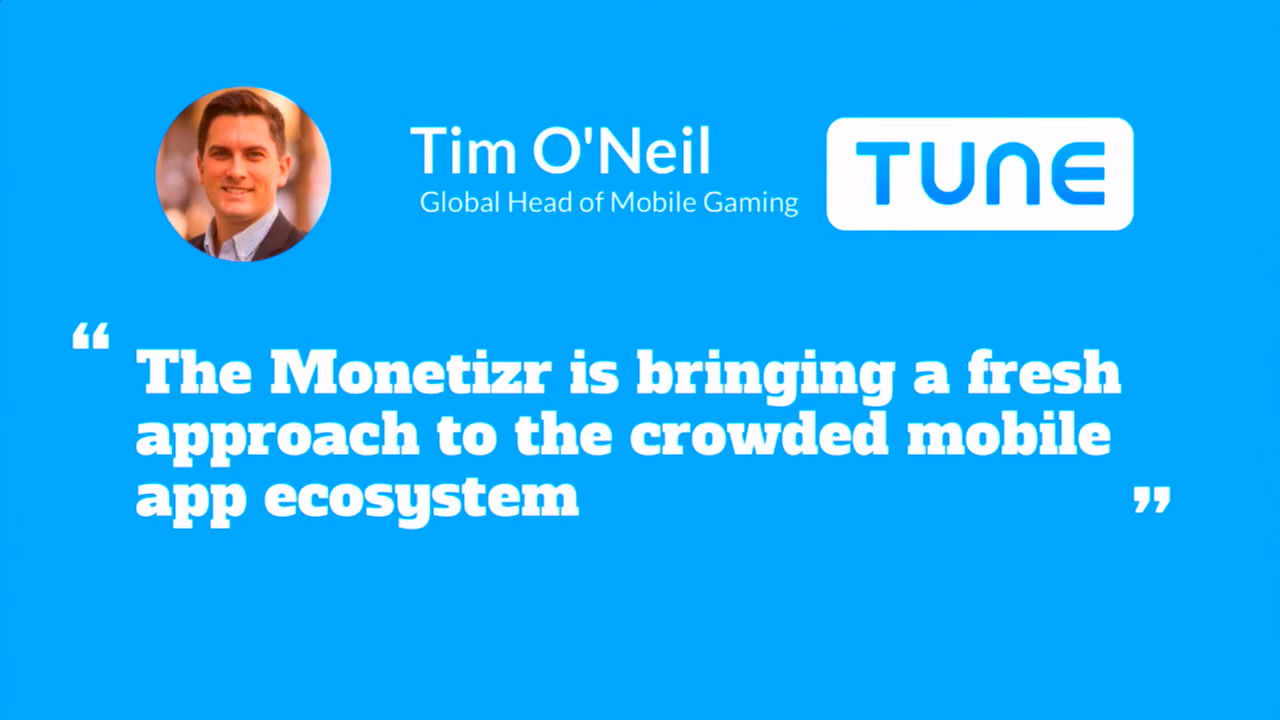 Tim O'Neil
Global Head of Mobile Gaming
TUNE
“ The Monetizr is bringing a fresh
approach to the crowded mobile
app ecosystem ”